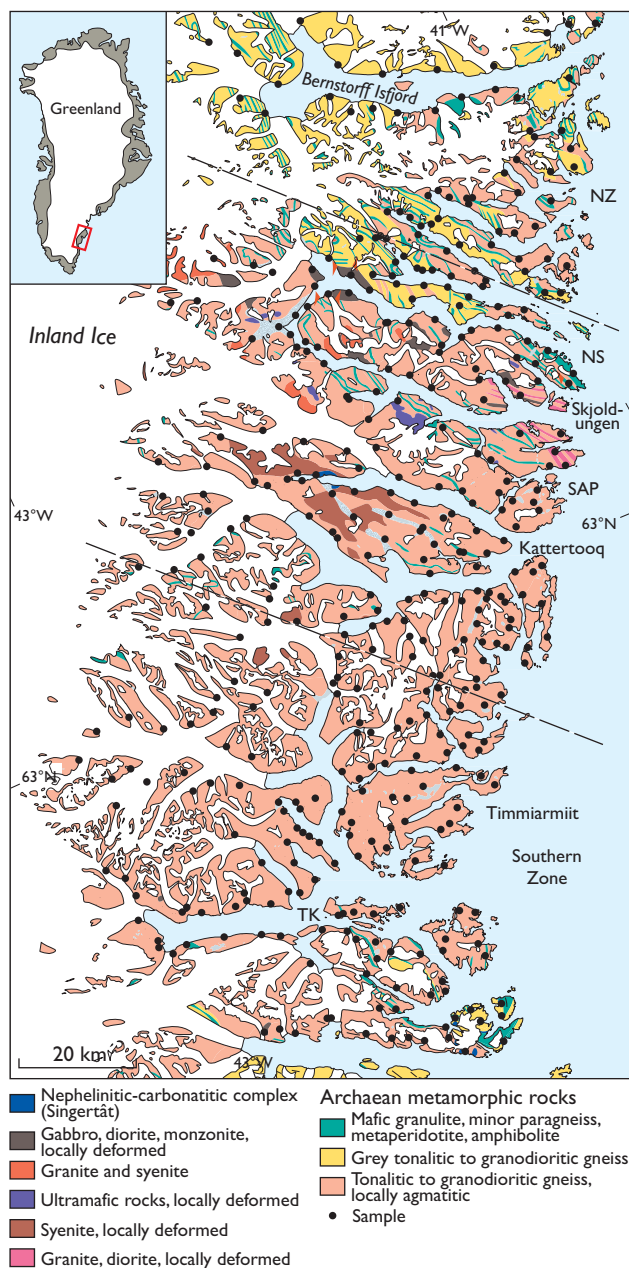 41°W
Greenland
Bernstorff Isfjord
NZ
Inland Ice
NS
Skjold-
ungen
SAP
43°W
63°N
Kattertooq
63°N
Timmiarmiit
Southern
Zone
TK
20 km
43°W
Nephelinitic-carbonatitic complex
(Singertât)
Gabbro, diorite, monzonite,
locally deformed
Granite and syenite
Ultramafic rocks, locally deformed
Syenite, locally deformed
Granite, diorite, locally deformed
Archaean metamorphic rocks
Mafic granulite, minor paragneiss,
metaperidotite, amphibolite
Grey tonalitic to granodioritic gneiss
Tonalitic to granodioritic gneiss,
locally agmatitic
Sample